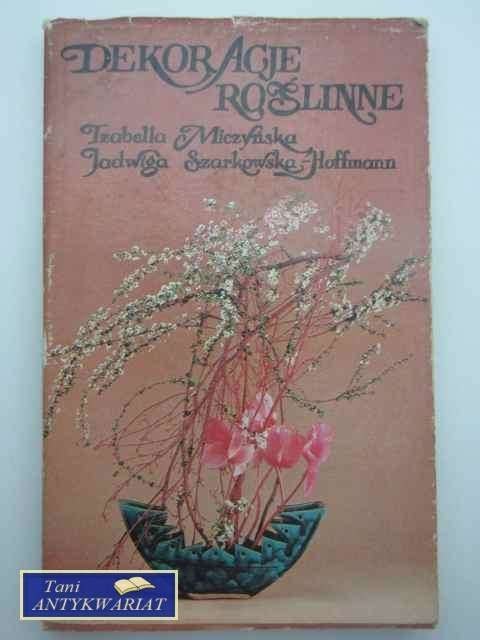 DEKORACJE
ROŚLINNE
Izabella Miczyńska
Jadwiga Szarkowska-Hoffmann
Tani
ANTYKWARIAT